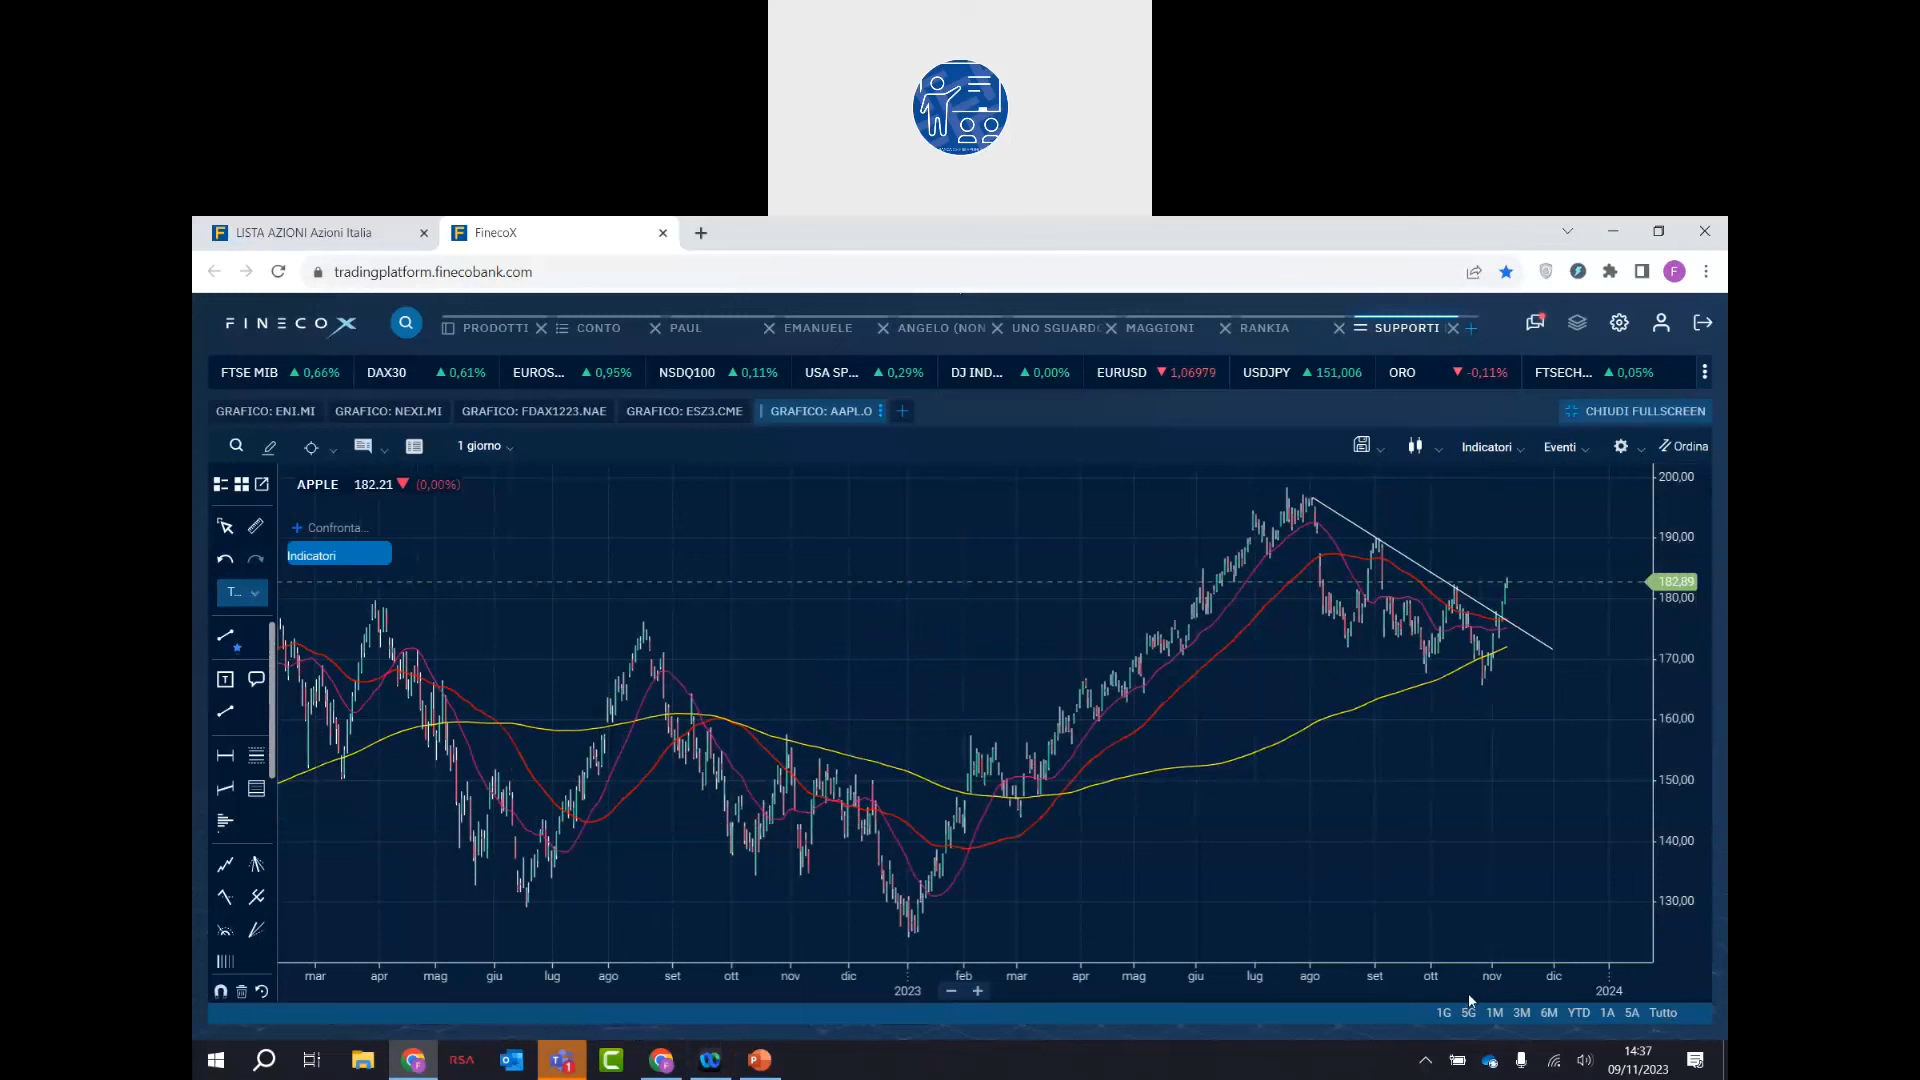 LISTA AZIONI Azioni Italia
FinecoX
tradingplatform.finecobank.com
F
FINECOX
PRODOTTI
CONTO
PAUL
EMANUELE
ANGELO (NON
UNO SGUARDO
MAGGIONI
RANKIA
SUPPORTI
FTSE MIB 0,66%
DAX30 0,61%
EUROS... 0,95%
NSDQ100 0,11%
USA SP... 0,29%
DJ IND... 0,00%
EURUSD 1,06979
USDJPY 151,006
ORO -0,11%
FTSECH... 0,05%
GRAFICO: ENI.MI
GRAFICO: NEXI.MI
GRAFICO: FDAX1223.NAE
GRAFICO: ESZ3.CME
GRAFICO: AAPL.O
CHIUDI FULLSCREEN
1 giorno
Indicatori
Eventi
Ordina
APPLE 182.21 (0,00%)
Confronta...
Indicatori
T...
T
200,00
190,00
182,89
180,00
170,00
160,00
150,00
140,00
130,00
mar apr mag giu lug ago set ott nov dic feb mar apr mag giu lug ago set ott nov dic
2023 2024
1G 5G 1M 3M 6M YTD 1A 5A Tutto
RSA
14:37
09/11/2023